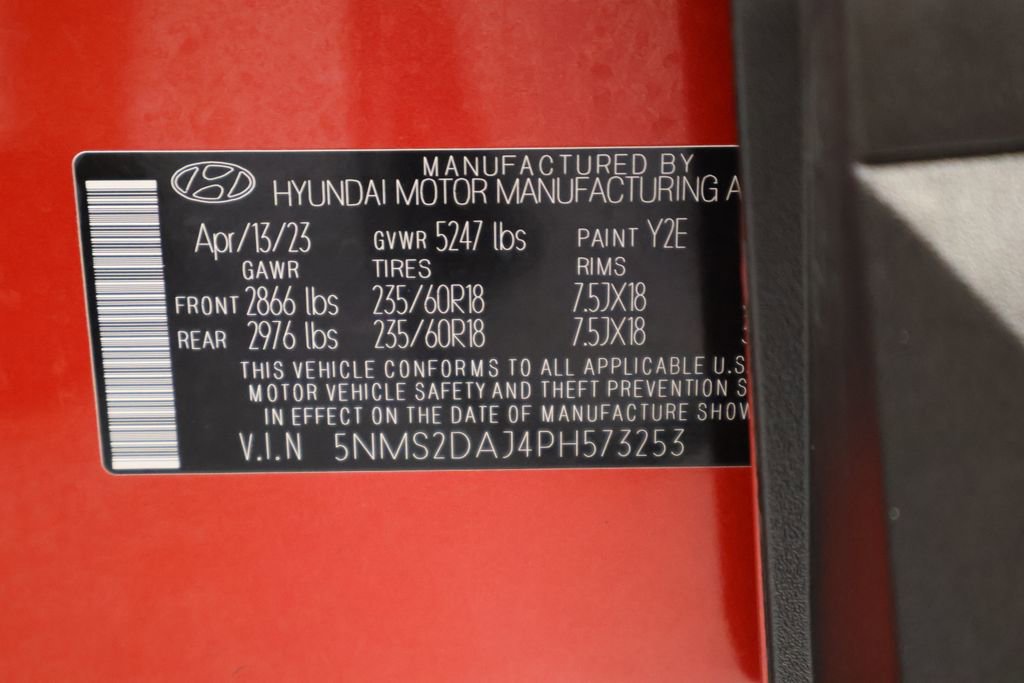 MANUFACTURED BY
HYUNDAI MOTOR MANUFACTURING
Apr/13/23 GVWR 5247 lbs PAINT Y2E
GAWR TIRES RIMS
FRONT 2866 lbs 235/60R18 7.5JX18
REAR 2976 lbs 235/60R18 7.5JX18
THIS VEHICLE CONFORMS TO ALL APPLICABLE U.S.
MOTOR VEHICLE SAFETY AND THEFT PREVENTION
IN EFFECT ON THE DATE OF MANUFACTURE
V.I.N 5NMS2DAJ4PH573253